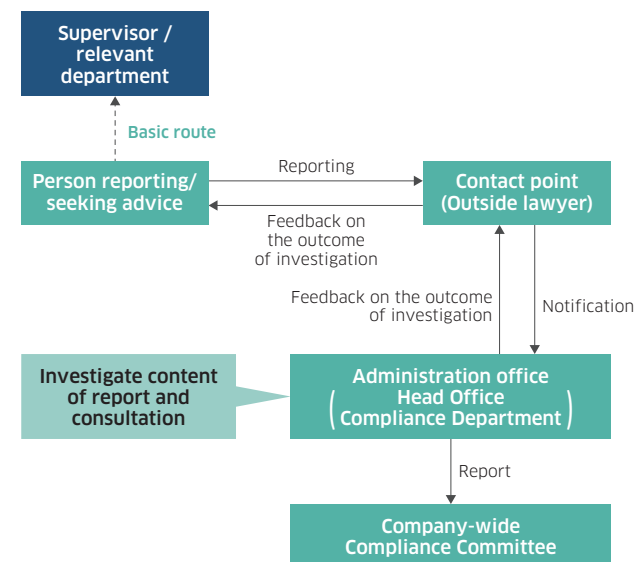 Supervisor /
relevant
department
Basic route
Person reporting/
seeking advice
Reporting
Contact point
(Outside lawyer)
Feedback on
the outcome
of investigation
Feedback on the outcome
of investigation
Notification
Investigate content
of report and
consultation
Administration office
(Head Office
Compliance Department)
Report
Company-wide
Compliance Committee